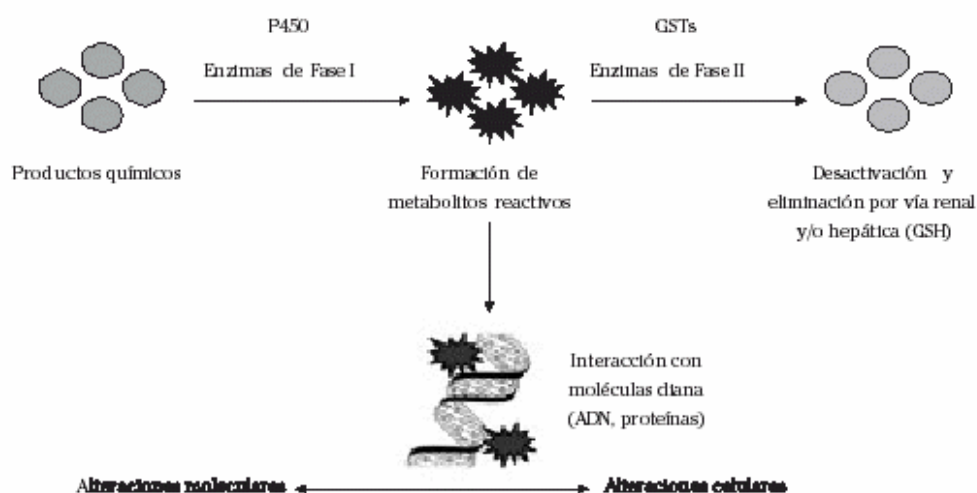 P450
Enzimas de Fase I
GSTs
Enzimas de Fase II
Productos químicos
Formación de
metabolitos reactivos
Desactivación y
eliminación por vía renal
y/o hepática (GSH)
Interacción con
moléculas diana
(ADN, proteínas)
Alteraciones moleculares
Alteraciones celulares